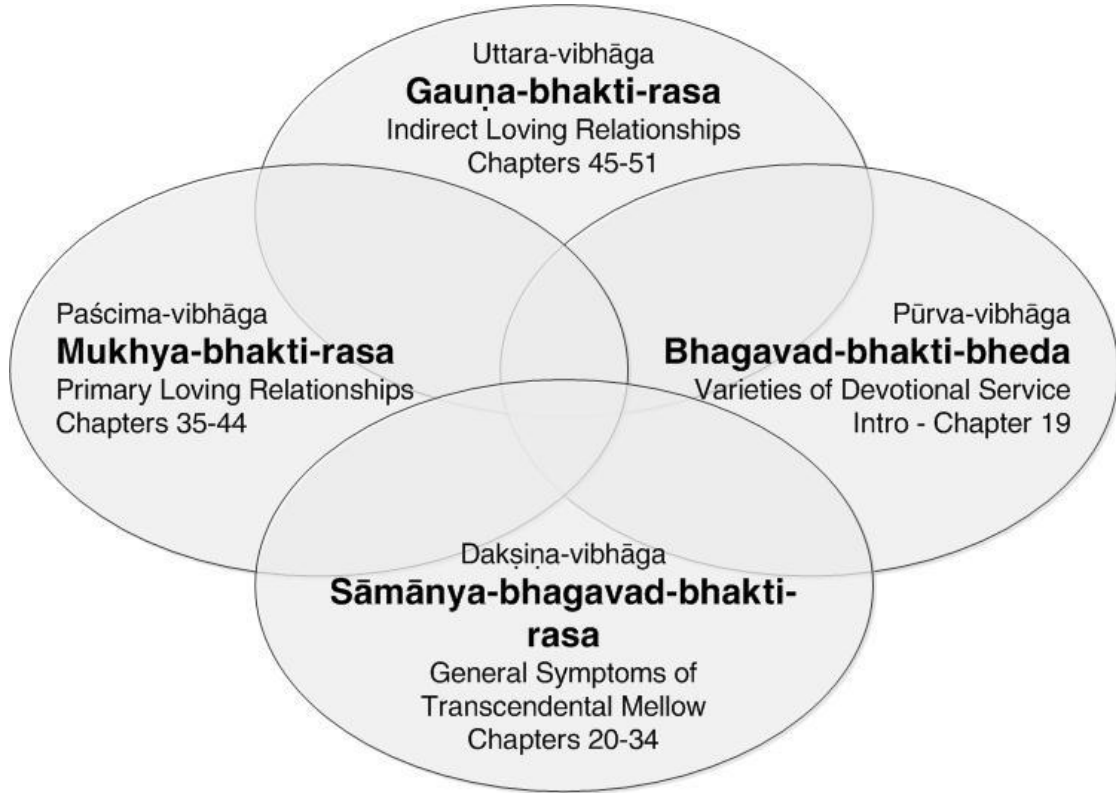 Uttara-vibhāga
Gauṇa-bhakti-rasa
Indirect Loving Relationships
Chapters 45-51
Paścima-vibhāga
Mukhya-bhakti-rasa
Primary Loving Relationships
Chapters 35-44
Pūrva-vibhāga
Bhagavad-bhakti-bheda
Varieties of Devotional Service
Intro - Chapter 19
Dakṣiṇa-vibhāga
Sāmānya-bhagavad-bhakti-
rasa
General Symptoms of
Transcendental Mellow
Chapters 20-34